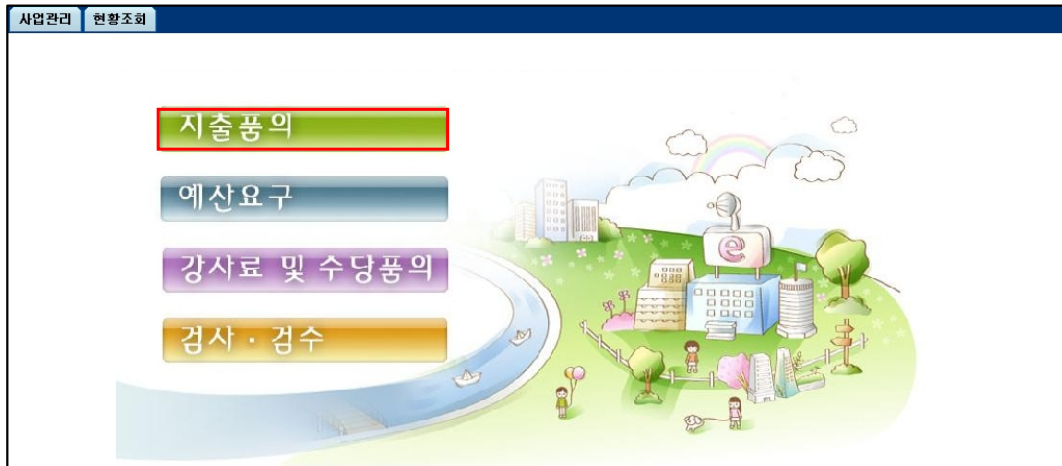 사업관리 현황조회
지출품의
예산요구
강사료 및 수당품의
검사 · 검수
e